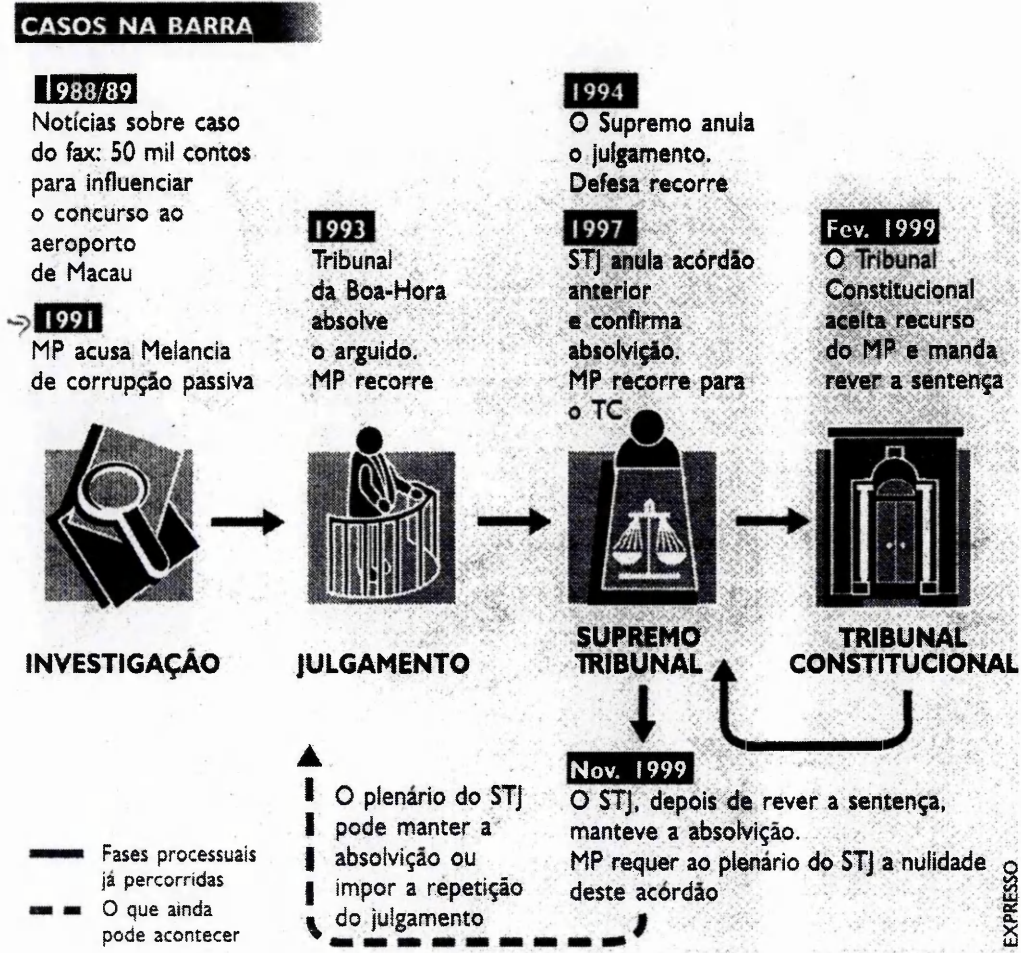 CASOS NA BARRA
1988/89
Notícias sobre caso
do fax: 50 mil contos
para influenciar
o concurso ao
aeroporto
de Macau
1991
MP acusa Melancia
de corrupção passiva
INVESTIGAÇÃO
1993
Tribunal
da Boa-Hora
absolve
o arguido.
MP recorre
JULGAMENTO
1994
O Supremo anula
o julgamento.
Defesa recorre
1997
STJ anula acórdão
anterior
e confirma
absolvição.
MP recorre para
o TC
SUPREMO
TRIBUNAL
Fev. 1999
O Tribunal
Constitucional
aceita recurso
do MP e manda
rever a sentença
TRIBUNAL
CONSTITUCIONAL
Nov. 1999
O STJ, depois de rever a sentença,
manteve a absolvição.
MP requer ao plenário do STJ a nulidade
deste acórdão
O plenário do STJ
pode manter a
absolvição ou
impor a repetição
do julgamento
Fases processuais
já percorridas
O que ainda
pode acontecer
EXPRESSO